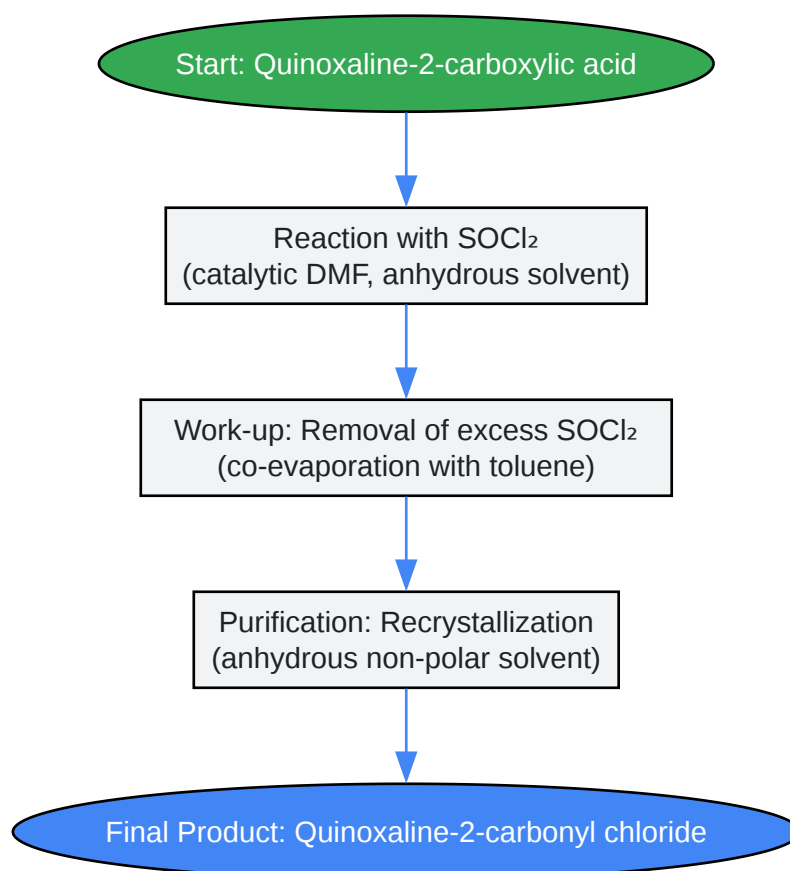 Start: Quinoxaline-2-carboxylic acid
Reaction with SOCl₂
(catalytic DMF, anhydrous solvent)
Work-up: Removal of excess SOCl₂
(co-evaporation with toluene)
Purification: Recrystallization
(anhydrous non-polar solvent)
Final Product: Quinoxaline-2-carbonyl chloride